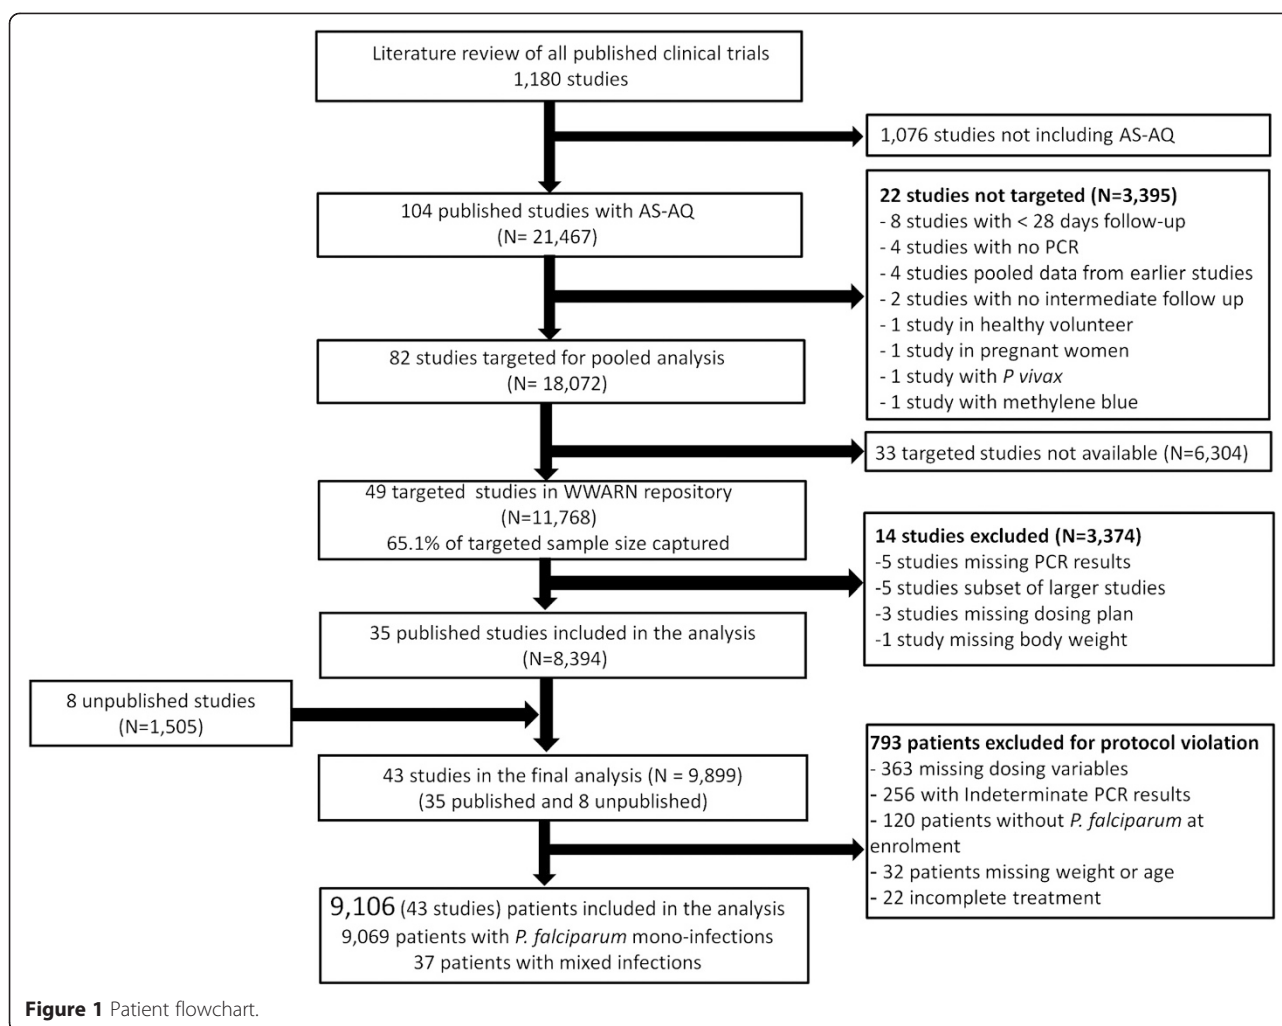 Literature review of all published clinical trials
1,180 studies
1,076 studies not including AS-AQ
104 published studies with AS-AQ
(N= 21,467)
22 studies not targeted (N=3,395)
- 8 studies with < 28 days follow-up
- 4 studies with no PCR
- 4 studies pooled data from earlier studies
- 2 studies with no intermediate follow up
- 1 study in healthy volunteer
- 1 study in pregnant women
- 1 study with P vivax
- 1 study with methylene blue
82 studies targeted for pooled analysis
(N= 18,072)
33 targeted studies not available (N=6,304)
49 targeted studies in WWARN repository
(N=11,768)
65.1% of targeted sample size captured
14 studies excluded (N=3,374)
-5 studies missing PCR results
-5 studies subset of larger studies
-3 studies missing dosing plan
-1 study missing body weight
35 published studies included in the analysis
(N=8,394)
8 unpublished studies
(N=1,505)
43 studies in the final analysis (N = 9,899)
(35 published and 8 unpublished)
793 patients excluded for protocol violation
- 363 missing dosing variables
- 256 with Indeterminate PCR results
- 120 patients without P. falciparum at
enrolment
- 32 patients missing weight or age
- 22 incomplete treatment
9,106 (43 studies) patients included in the analysis
9,069 patients with P. falciparum mono-infections
37 patients with mixed infections
Figure 1 Patient flowchart.